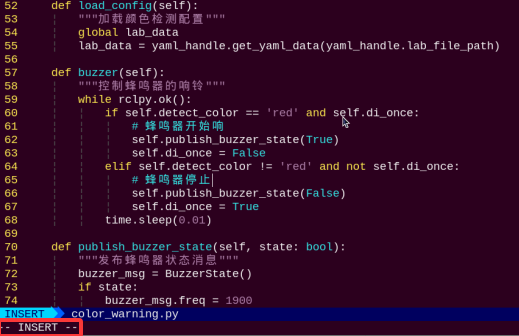 52 def load_config(self):
53 """加载颜色检测配置"""
54 global lab_data
55 lab_data = yaml_handle.get_yaml_data(yaml_handle.lab_file_path)
56
57 def buzzer(self):
58 """控制蜂鸣器的响铃"""
59 while rclpy.ok():
60 if self.detect_color == 'red' and self.di_once:
61 # 蜂鸣器开始响
62 self.publish_buzzer_state(True)
63 self.di_once = False
64 elif self.detect_color != 'red' and not self.di_once:
65 # 蜂鸣器停止
66 self.publish_buzzer_state(False)
67 self.di_once = True
68 time.sleep(0.01)
69
70 def publish_buzzer_state(self, state: bool):
71 """发布蜂鸣器状态消息"""
72 buzzer_msg = BuzzerState()
73 if state:
74 buzzer_msg.freq = 1900
INSERT color_warning.py
-- INSERT --